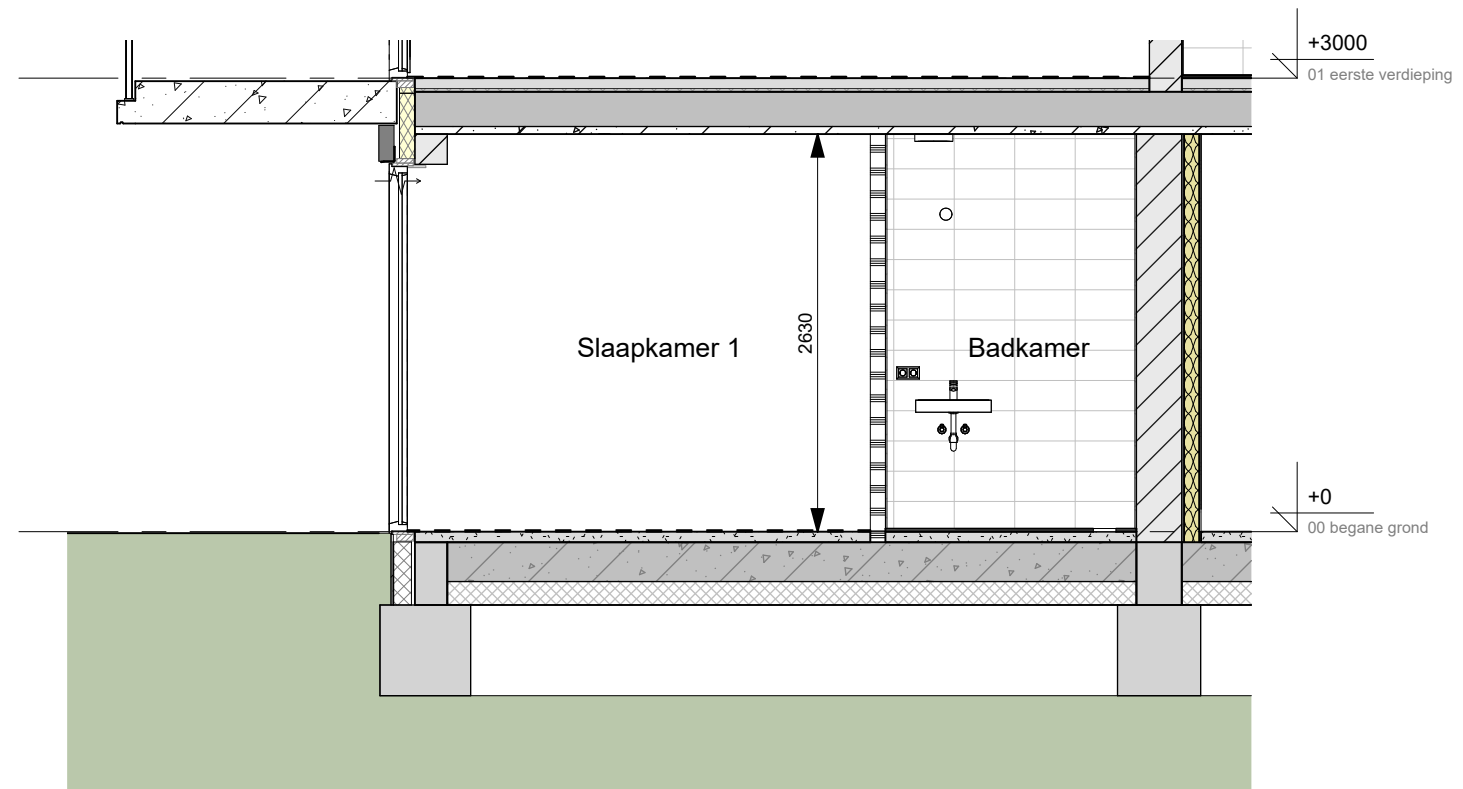 +3000
01 eerste verdieping
2630
Slaapkamer 1
Badkamer
+0
00 begane grond